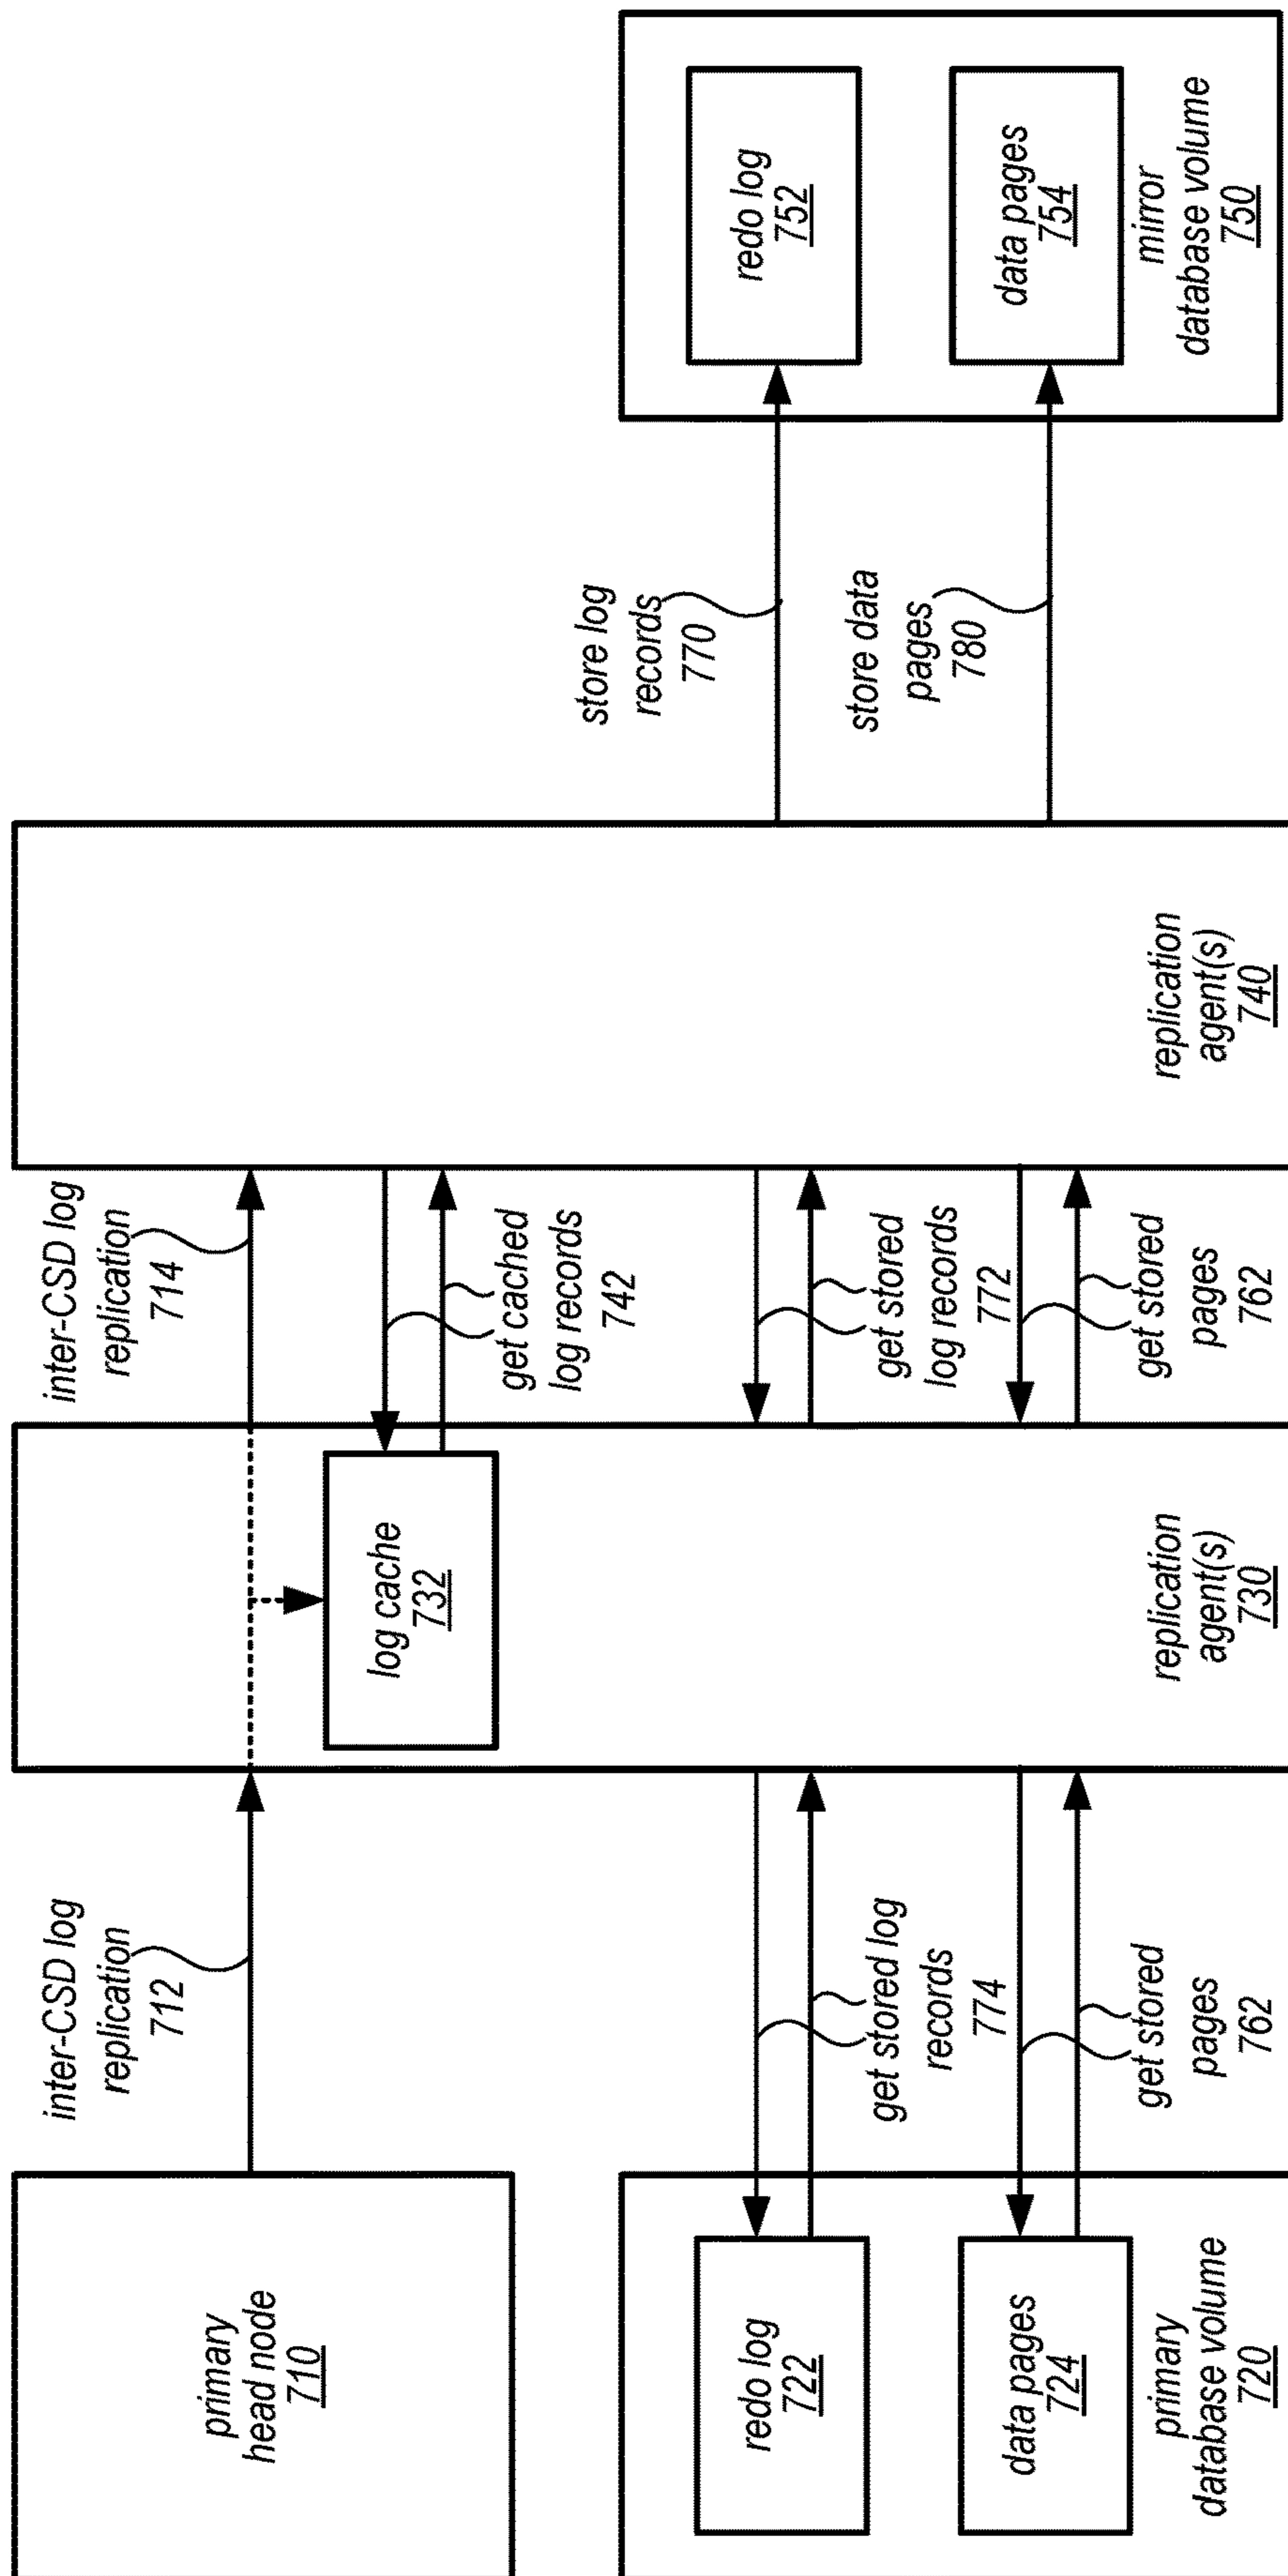 primary
head node
710
inter-CSD log
replication
712
inter-CSD log
replication
714
log cache
732
get cached
log records
742
redo log
722
data pages
724
primary
database volume
720
get stored log
records
774
get stored
pages
762
replication
agent(s)
730
get stored
log records
772
get stored
pages
762
replication
agent(s)
740
store log
records
770
store data
pages
780
redo log
752
data pages
754
mirror
database volume
750